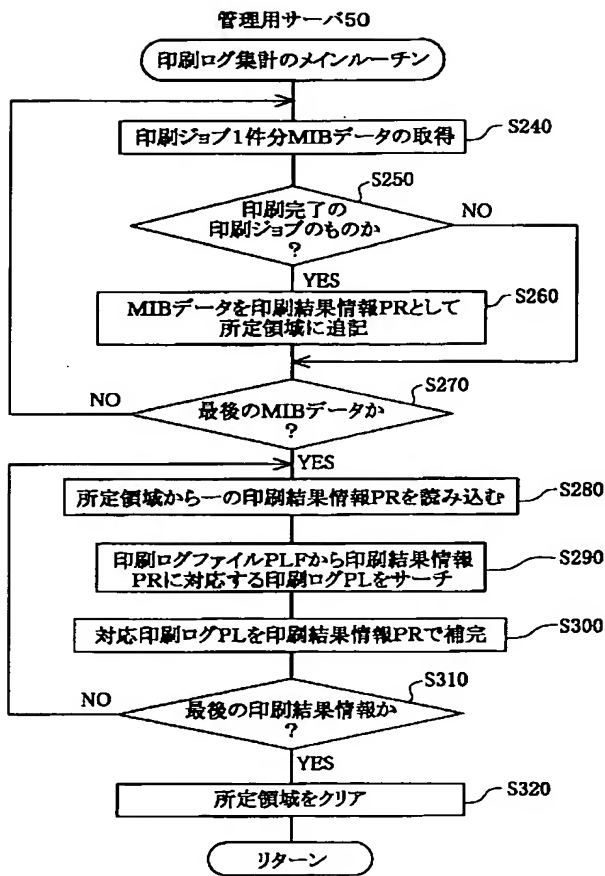 管理用サーバ50
印刷ログ集計のメインルーチン
印刷ジョブ1件分MIBデータの取得
S240
S250
印刷完了の
印刷ジョブのものか
?
NO
YES
MIBデータを印刷結果情報PRとして
所定領域に追記
S260
S270
NO
最後のMIBデータか
?
YES
所定領域から一の印刷結果情報PRを読み込む
S280
印刷ログファイルPLFから印刷結果情報
PRに対応する印刷ログPLをサーチ
S290
対応印刷ログPLを印刷結果情報PRで補完
S300
S310
NO
最後の印刷結果情報か
?
YES
所定領域をクリア
S320
リターン